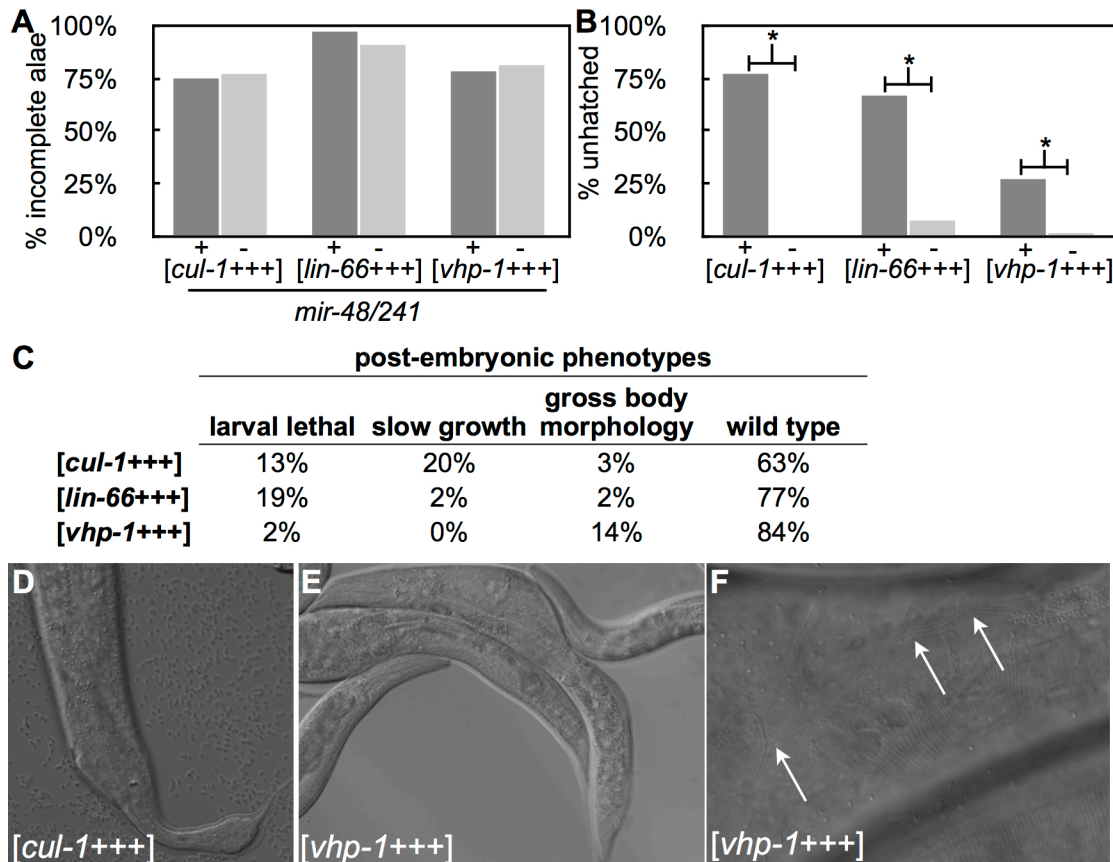 A
% incomplete alae
100%
75%
50%
25%
0%
+ - + - + -
[cul-1+++] [lin-66+++] [vhp-1+++]
mir-48/241
B
% unhatched
100%
75%
50%
25%
0%
* * *
+ - + - + -
[cul-1+++] [lin-66+++] [vhp-1+++]
C
post-embryonic phenotypes
gross body
larval lethal slow growth morphology wild type
[cul-1+++] 13% 20% 3% 63%
[lin-66+++] 19% 2% 2% 77%
[vhp-1+++] 2% 0% 14% 84%
D
[cul-1+++]
E
[vhp-1+++]
F
[vhp-1+++]